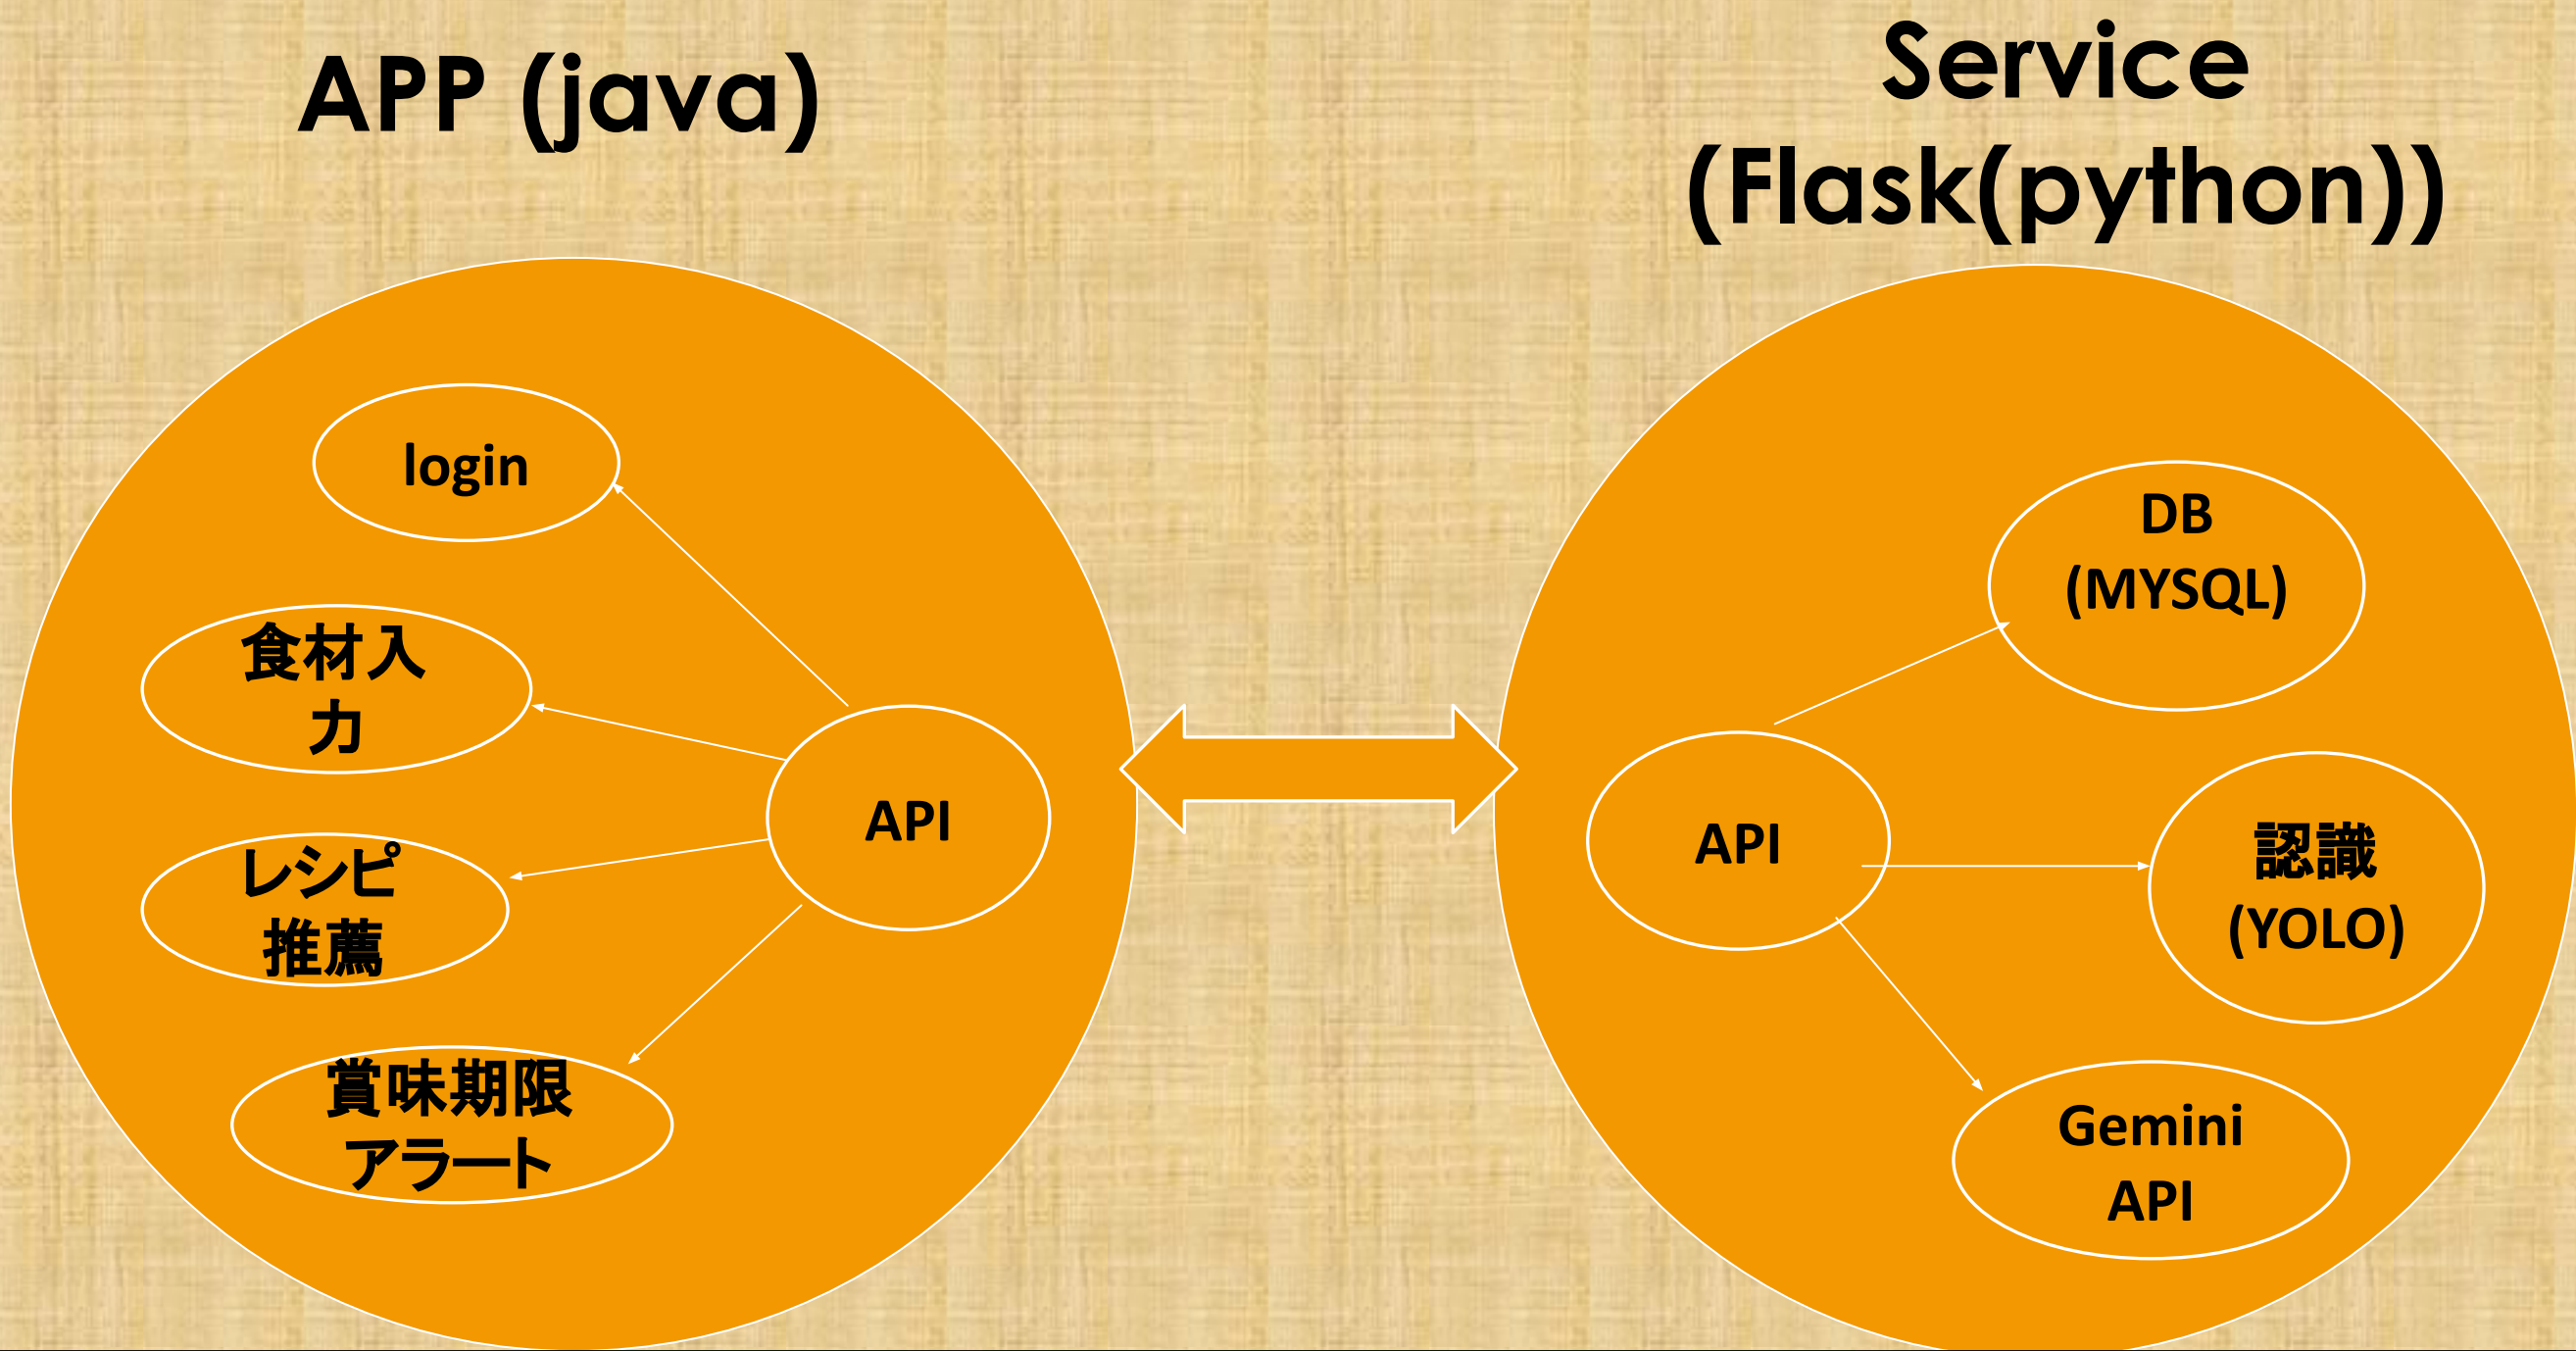 APP (java)
Service
(Flask(python))
login
食材入
力
レシピ
推薦
賞味期限
アラート
API
API
DB
(MYSQL)
認識
(YOLO)
Gemini
API